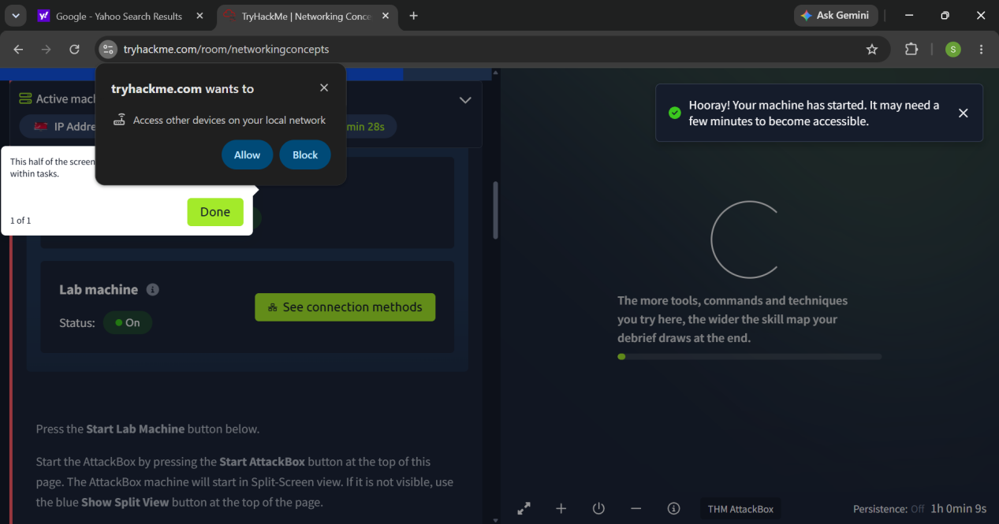 Google - Yahoo Search Results
TryHackMe | Networking Conce
Ask Gemini
tryhackme.com/room/networkingconcepts
S
tryhackme.com wants to
Access other devices on your local network
Allow
Block
Active mach
IP Addre
min 28s
Hooray! Your machine has started. It may need a
few minutes to become accessible.
This half of the screen
within tasks.
1 of 1
Done
Lab machine
See connection methods
Status:
On
The more tools, commands and techniques
you try here, the wider the skill map your
debrief draws at the end.
Press the Start Lab Machine button below.
Start the AttackBox by pressing the Start AttackBox button at the top of this
page. The AttackBox machine will start in Split-Screen view. If it is not visible, use
the blue Show Split View button at the top of the page.
THM AttackBox
Persistence: Off 1h 0min 9s